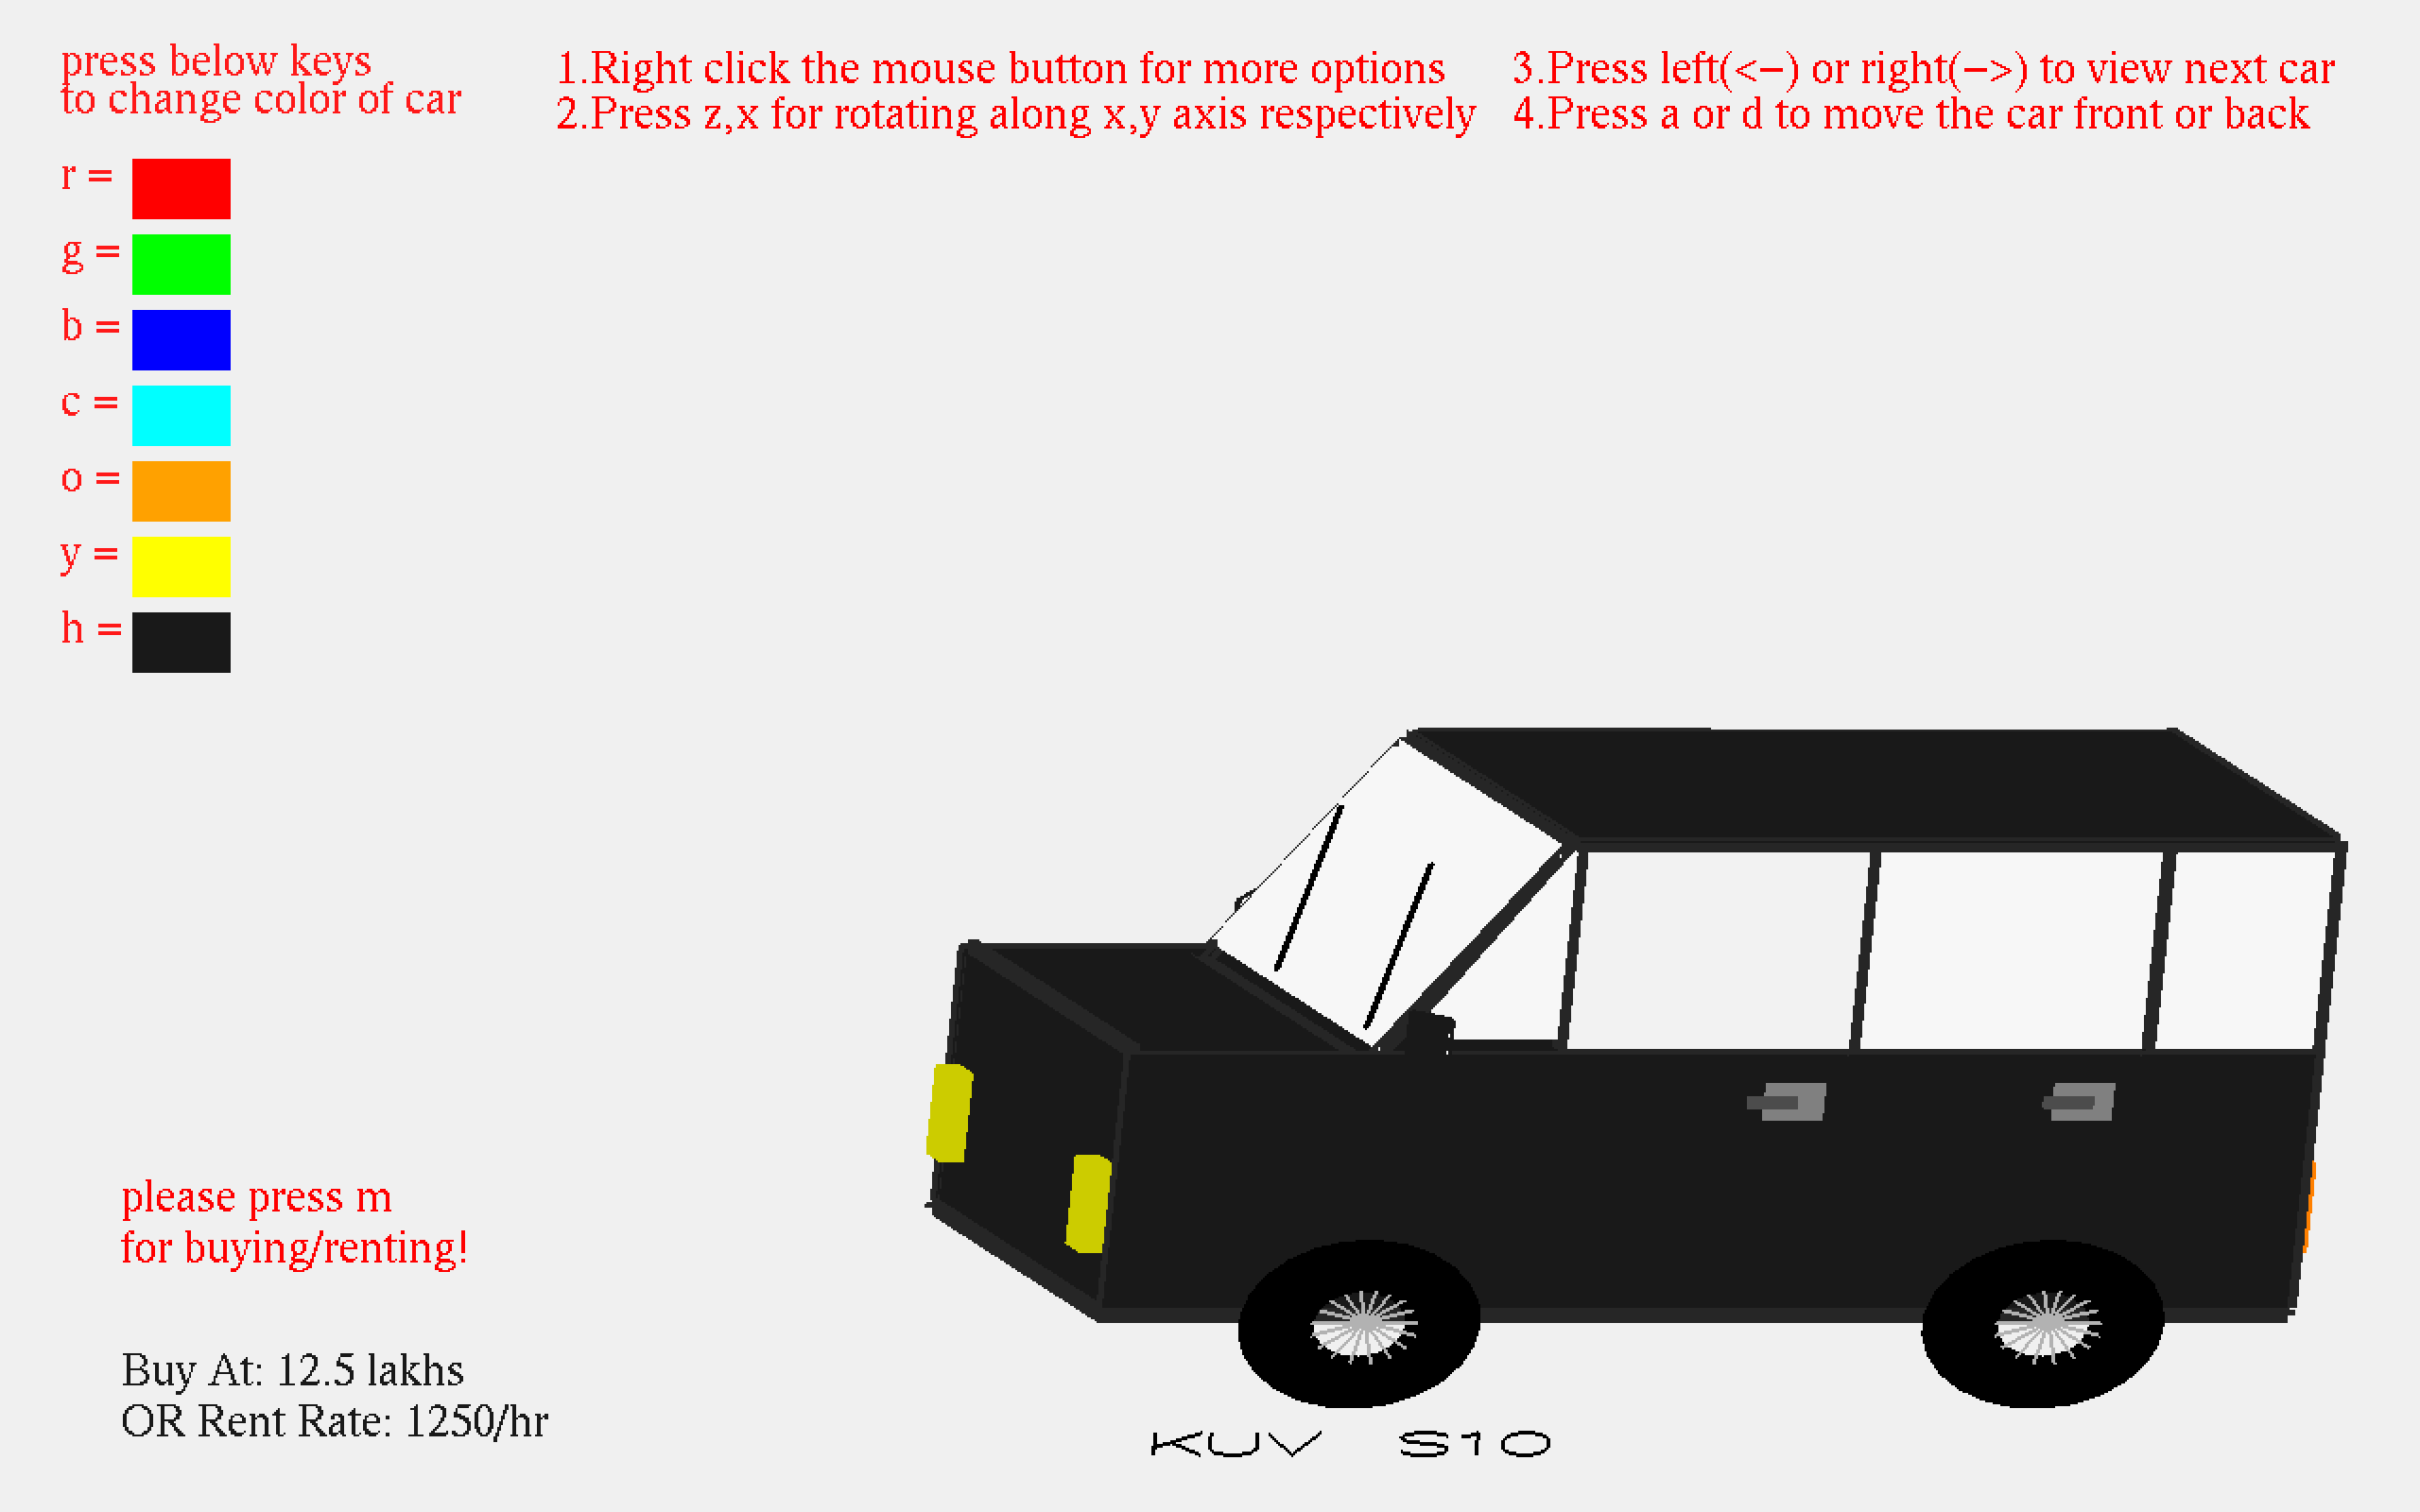 press below keys
to change color of car
1.Right click the mouse button for more options
2.Press z,x for rotating along x,y axis respectively
3.Press left(<-) or right(->) to view next car
4.Press a or d to move the car front or back
r =
g =
b =
c =
o =
y =
h =
please press m
for buying/renting!
Buy At: 12.5 lakhs
OR Rent Rate: 1250/hr
KUV S10